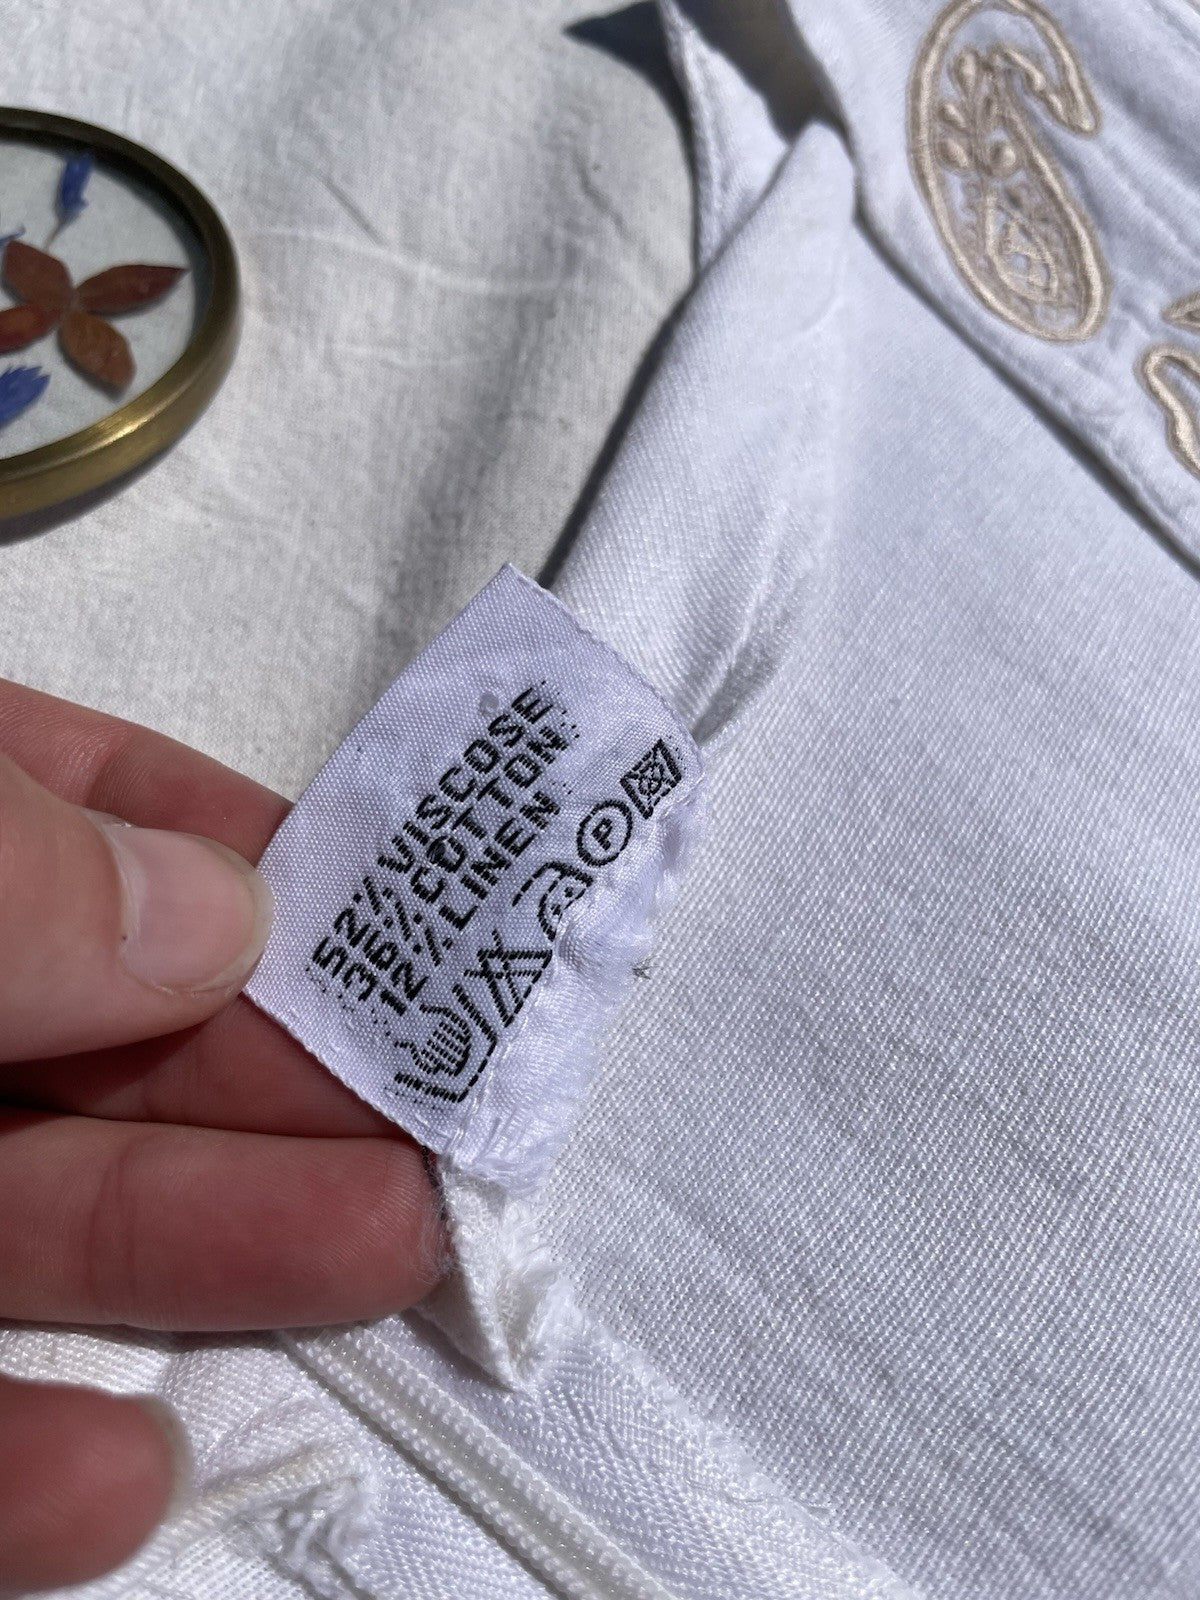 52% VISCOSE
36% COTTON
12% LINEN
P